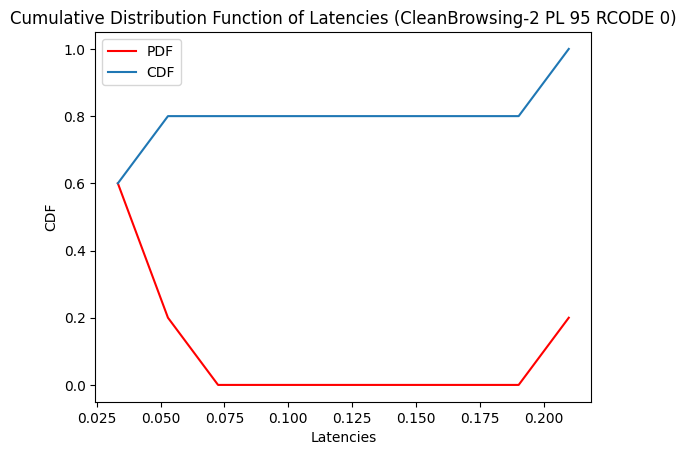 Cumulative Distribution Function of Latencies (CleanBrowsing-2 PL 95 RCODE 0)
PDF
CDF
1.0
0.8
0.6
0.4
0.2
0.0
CDF
0.025 0.050 0.075 0.100 0.125 0.150 0.175 0.200
Latencies